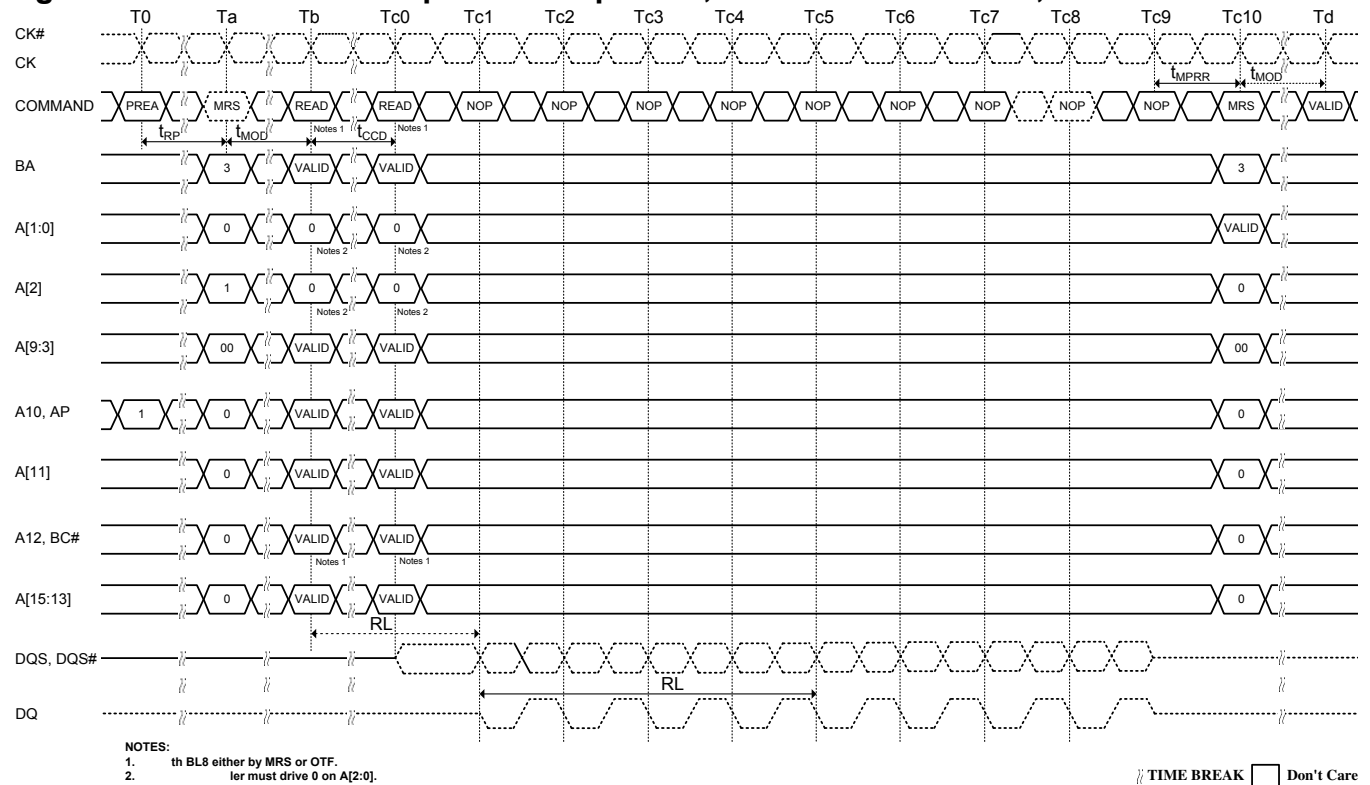 T0 Ta Tb Tc0 Tc1 Tc2 Tc3 Tc4 Tc5 Tc6 Tc7 Tc8 Tc9 Tc10 Td
CK#
CK
tMPRR tMOD
COMMAND PREA MRS READ READ NOP NOP NOP NOP NOP NOP NOP NOP NOP MRS VALID
tRP tMOD Notes 1 tCCD Notes 1
BA 3 VALID VALID 3
A[1:0] 0 0 0 VALID
Notes 2 Notes 2
A[2] 1 0 0 0
Notes 2 Notes 2
A[9:3] 00 VALID VALID 00
A10, AP 1 0 VALID VALID 0
A[11] 0 VALID VALID 0
A12, BC# 0 VALID VALID 0
Notes 1 Notes 1
A[15:13] 0 VALID VALID 0
RL
DQS, DQS#
RL
DQ
NOTES:
1. th BL8 either by MRS or OTF.
2. ler must drive 0 on A[2:0].
TIME BREAK Don't Care